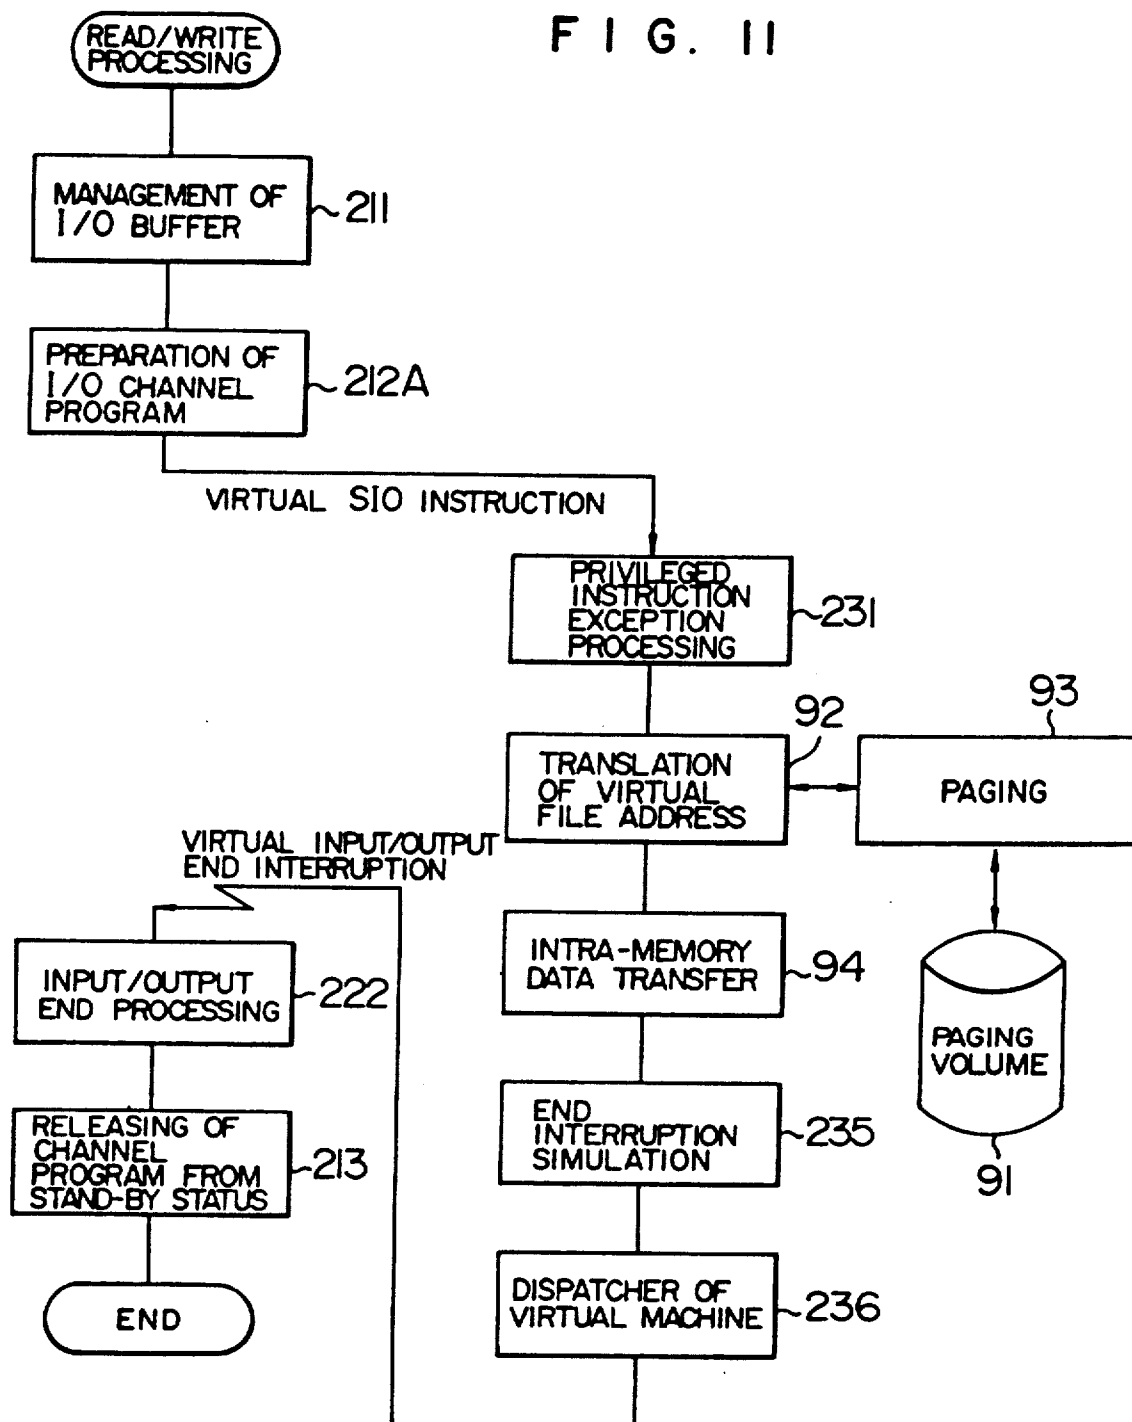 FIG. 11
READ/WRITE
PROCESSING
MANAGEMENT OF
I/O BUFFER
211
PREPARATION OF
I/O CHANNEL
PROGRAM
212A
VIRTUAL SIO INSTRUCTION
PRIVILEGED
INSTRUCTION
EXCEPTION
PROCESSING
231
TRANSLATION
OF VIRTUAL
FILE ADDRESS
92
PAGING
93
VIRTUAL INPUT/OUTPUT
END INTERRUPTION
INTRA-MEMORY
DATA TRANSFER
94
PAGING
VOLUME
91
INPUT/OUTPUT
END PROCESSING
222
END
INTERRUPTION
SIMULATION
235
RELEASING OF
CHANNEL
PROGRAM FROM
STAND-BY STATUS
213
DISPATCHER OF
VIRTUAL MACHINE
236
END